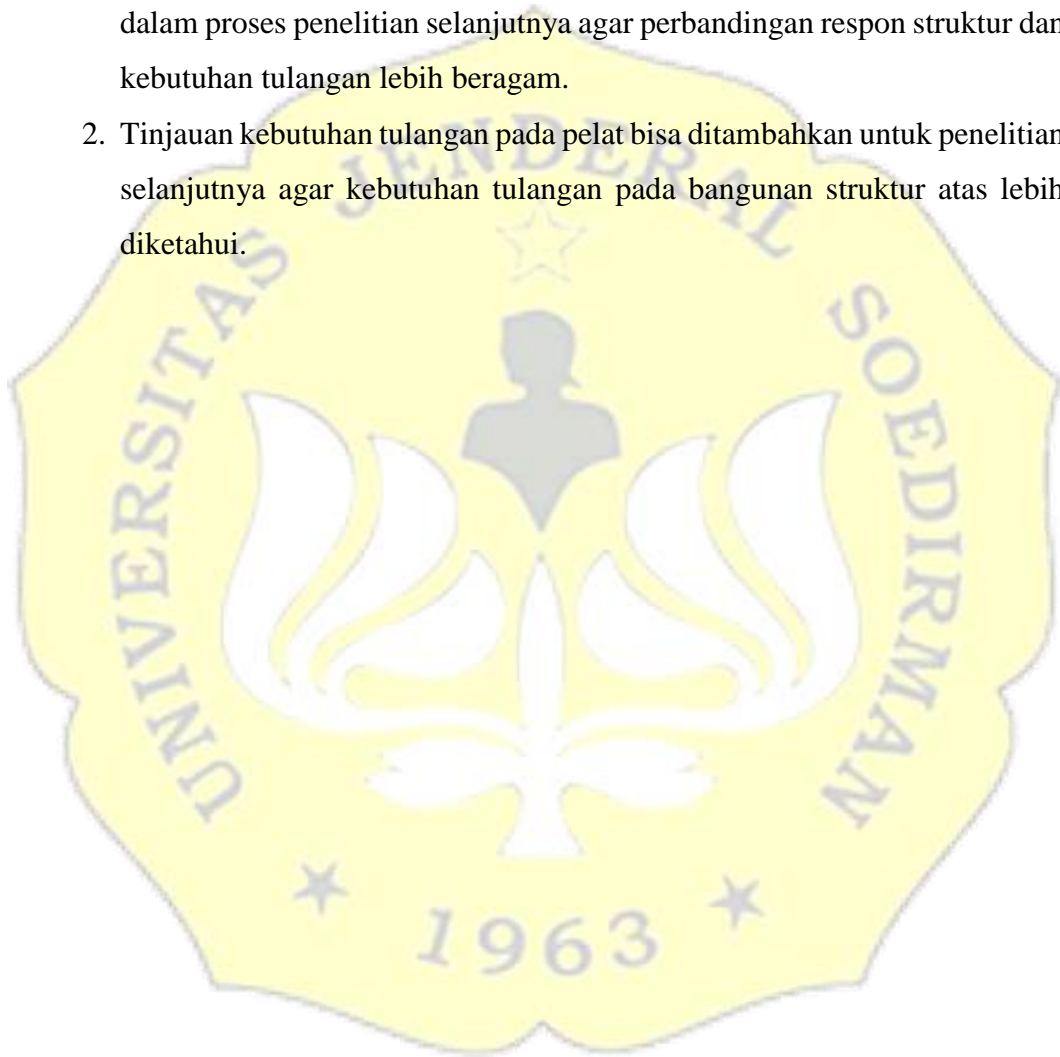 dalam proses penelitian selanjutnya agar perbandingan respon struktur dan
kebutuhan tulangan lebih beragam.
2. Tinjauan kebutuhan tulangan pada pelat bisa ditambahkan untuk penelitian
selanjutnya agar kebutuhan tulangan pada bangunan struktur atas lebih
diketahui.
UNIVERSITAS JENDERAL SOEDIRMAN
1963